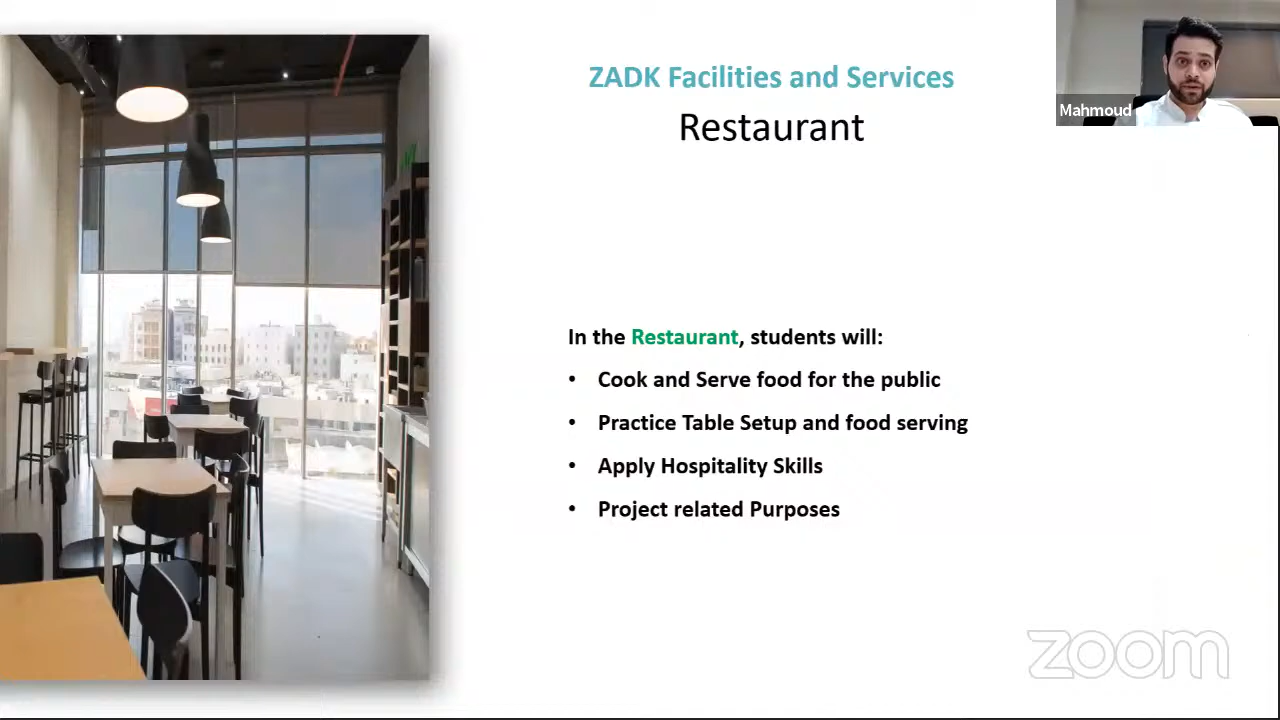 ZADK Facilities and Services
Restaurant
Mahmoud
In the Restaurant, students will:
• Cook and Serve food for the public
• Practice Table Setup and food serving
• Apply Hospitality Skills
• Project related Purposes
zoom